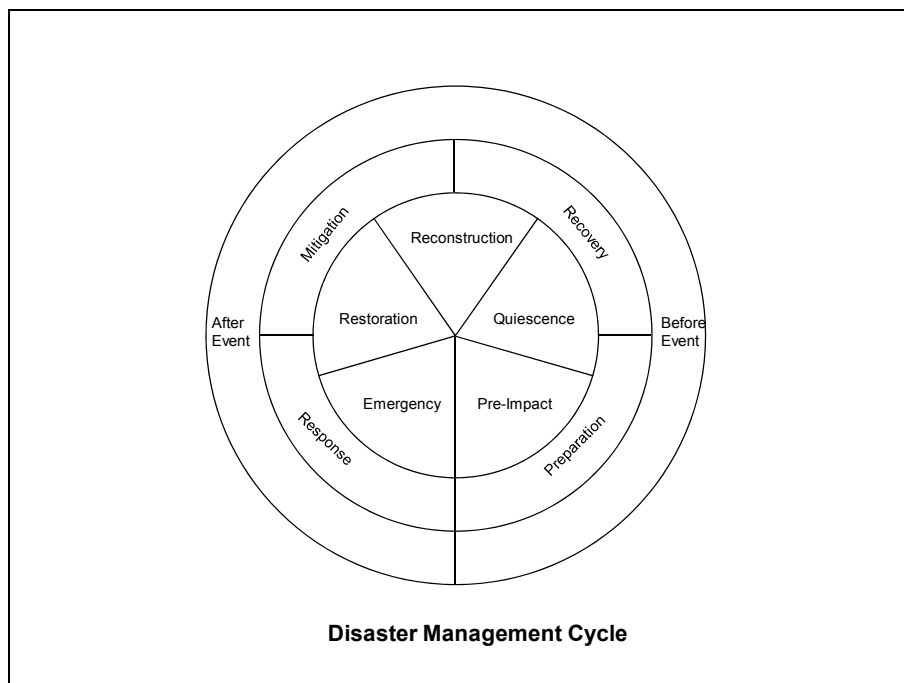 Mitigation
Recovery
Reconstruction
Restoration
Quiescence
After
Event
Before
Event
Emergency
Pre-Impact
Response
Preparation
Disaster Management Cycle